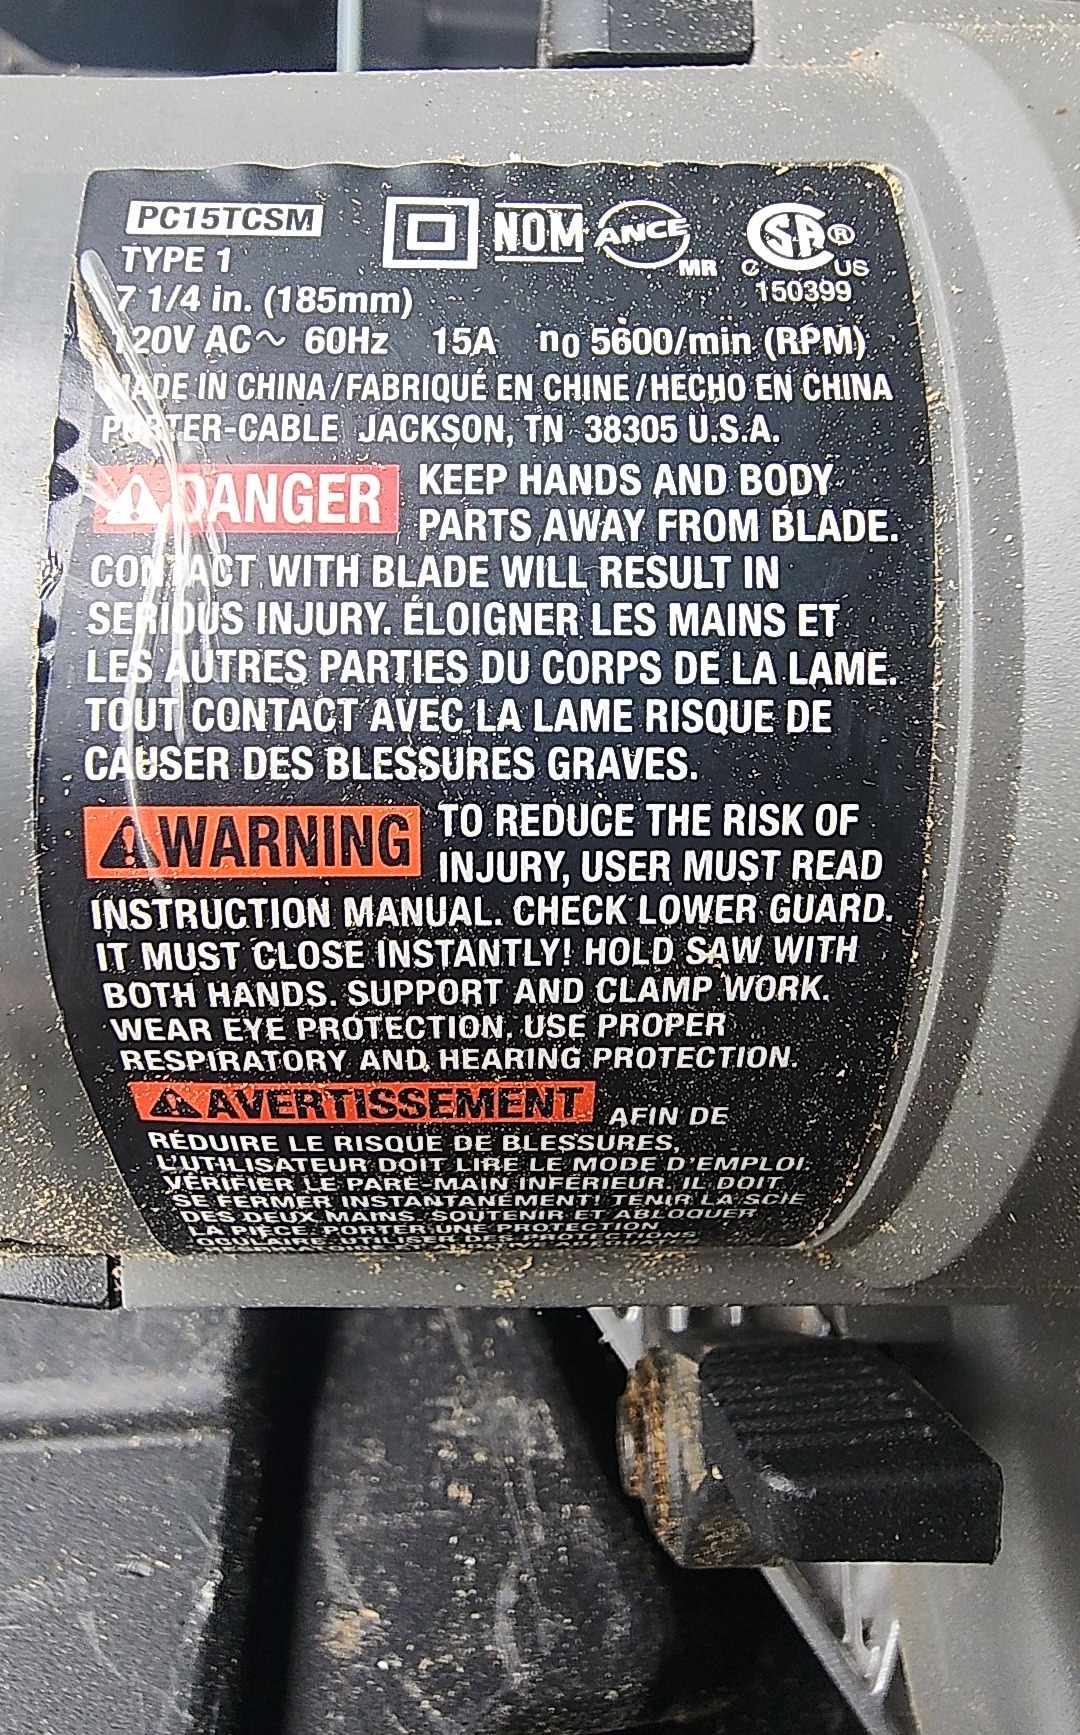 PC15TCSM
NOM ANCE MR
CSA® C US
150399
TYPE 1
7 1/4 in. (185mm)
120V AC~ 60Hz 15A no 5600/min (RPM)
MADE IN CHINA/FABRIQUÉ EN CHINE/HECHO EN CHINA
PORTER-CABLE JACKSON, TN 38305 U.S.A.
DANGER KEEP HANDS AND BODY
PARTS AWAY FROM BLADE.
CONTACT WITH BLADE WILL RESULT IN
SERIOUS INJURY. ÉLOIGNER LES MAINS ET
LES AUTRES PARTIES DU CORPS DE LA LAME.
TOUT CONTACT AVEC LA LAME RISQUE DE
CAUSER DES BLESSURES GRAVES.
WARNING TO REDUCE THE RISK OF
INJURY, USER MUST READ
INSTRUCTION MANUAL. CHECK LOWER GUARD.
IT MUST CLOSE INSTANTLY! HOLD SAW WITH
BOTH HANDS. SUPPORT AND CLAMP WORK.
WEAR EYE PROTECTION. USE PROPER
RESPIRATORY AND HEARING PROTECTION.
AVERTISSEMENT AFIN DE
RÉDUIRE LE RISQUE DE BLESSURES,
L'UTILISATEUR DOIT LIRE LE MODE D'EMPLOI.
VÉRIFIER LE PARE-MAIN INFÉRIEUR. IL DOIT
SE FERMER INSTANTANÉMENT! TENIR LA SCIE
DES DEUX MAINS. SOUTENIR ET ABLOQUER
LA PIÈCE. PORTER UNE PROTECTION
OCULAIRE. UTILISER DES PROTECTIONS